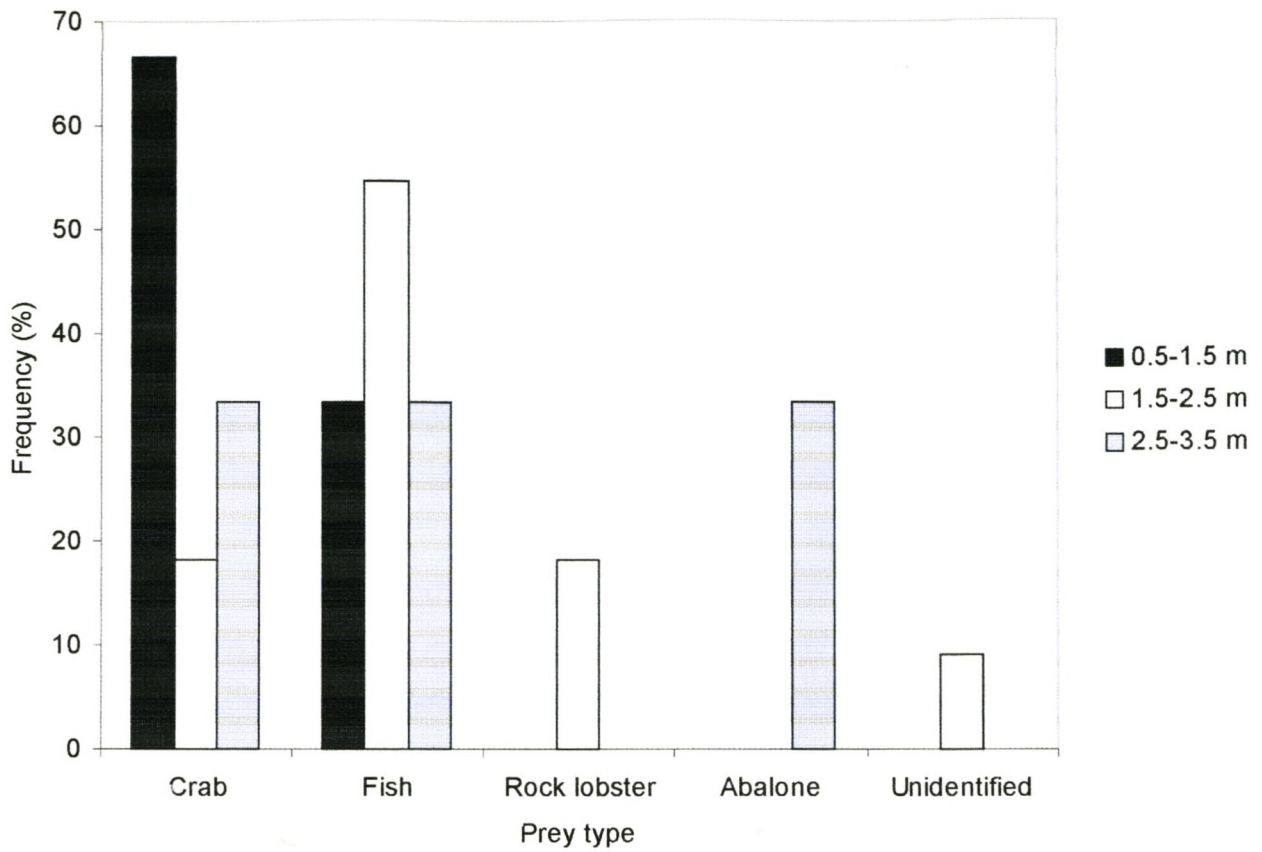 70
60
50
40
30
20
10
0
Frequency (%)
Crab Fish Rock lobster Abalone Unidentified
Prey type
0.5-1.5 m
1.5-2.5 m
2.5-3.5 m